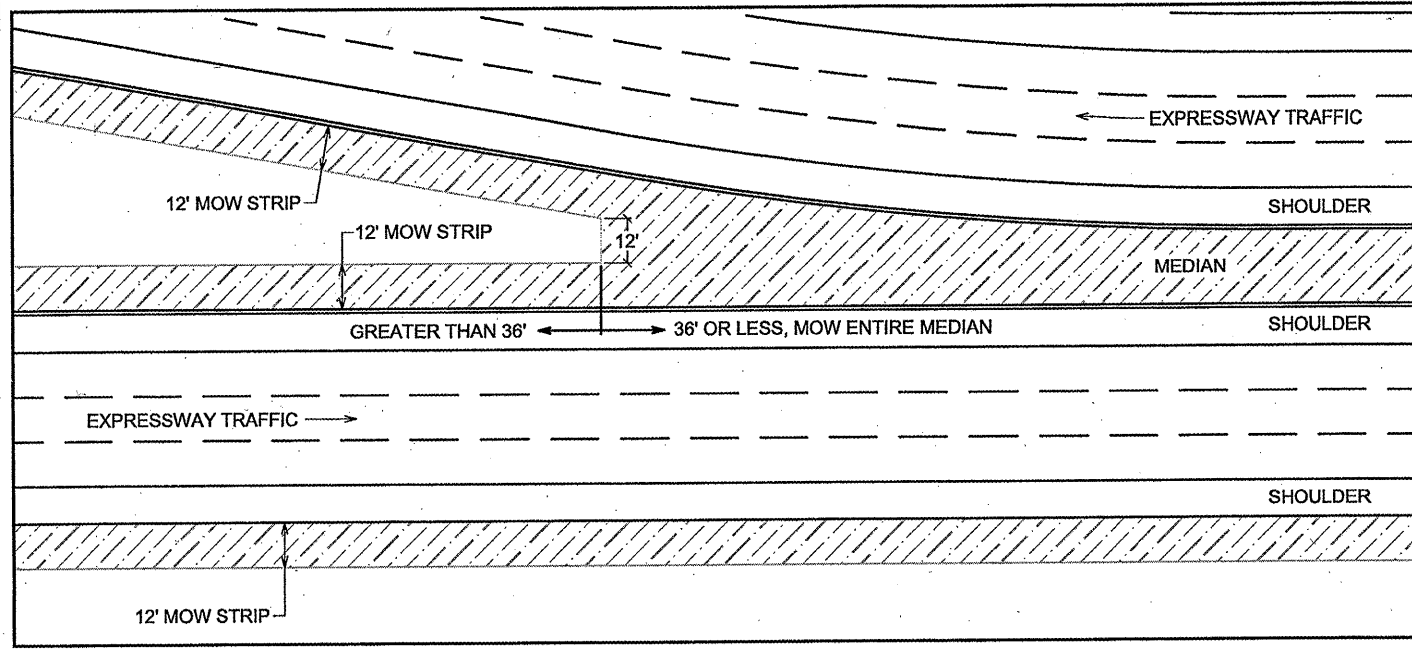 EXPRESSWAY TRAFFIC
12' MOW STRIP
SHOULDER
12' MOW STRIP
12'
MEDIAN
GREATER THAN 36'
36' OR LESS, MOW ENTIRE MEDIAN
SHOULDER
EXPRESSWAY TRAFFIC
SHOULDER
12' MOW STRIP